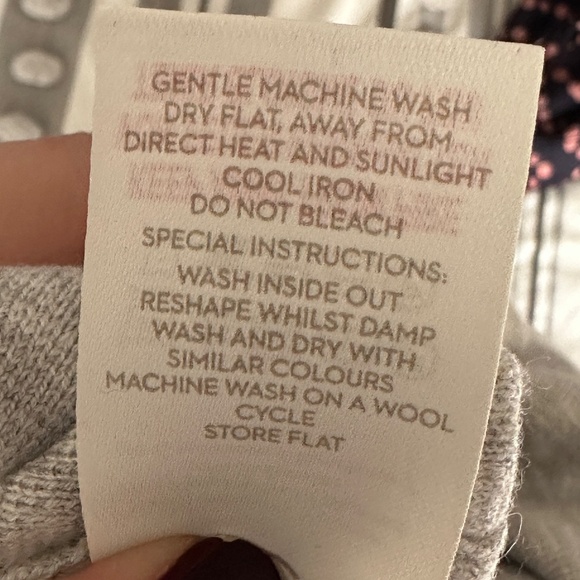 GENTLE MACHINE WASH
DRY FLAT, AWAY FROM
DIRECT HEAT AND SUNLIGHT
COOL IRON
DO NOT BLEACH
SPECIAL INSTRUCTIONS:
WASH INSIDE OUT
RESHAPE WHILST DAMP
WASH AND DRY WITH
SIMILAR COLOURS
MACHINE WASH ON A WOOL
CYCLE
STORE FLAT